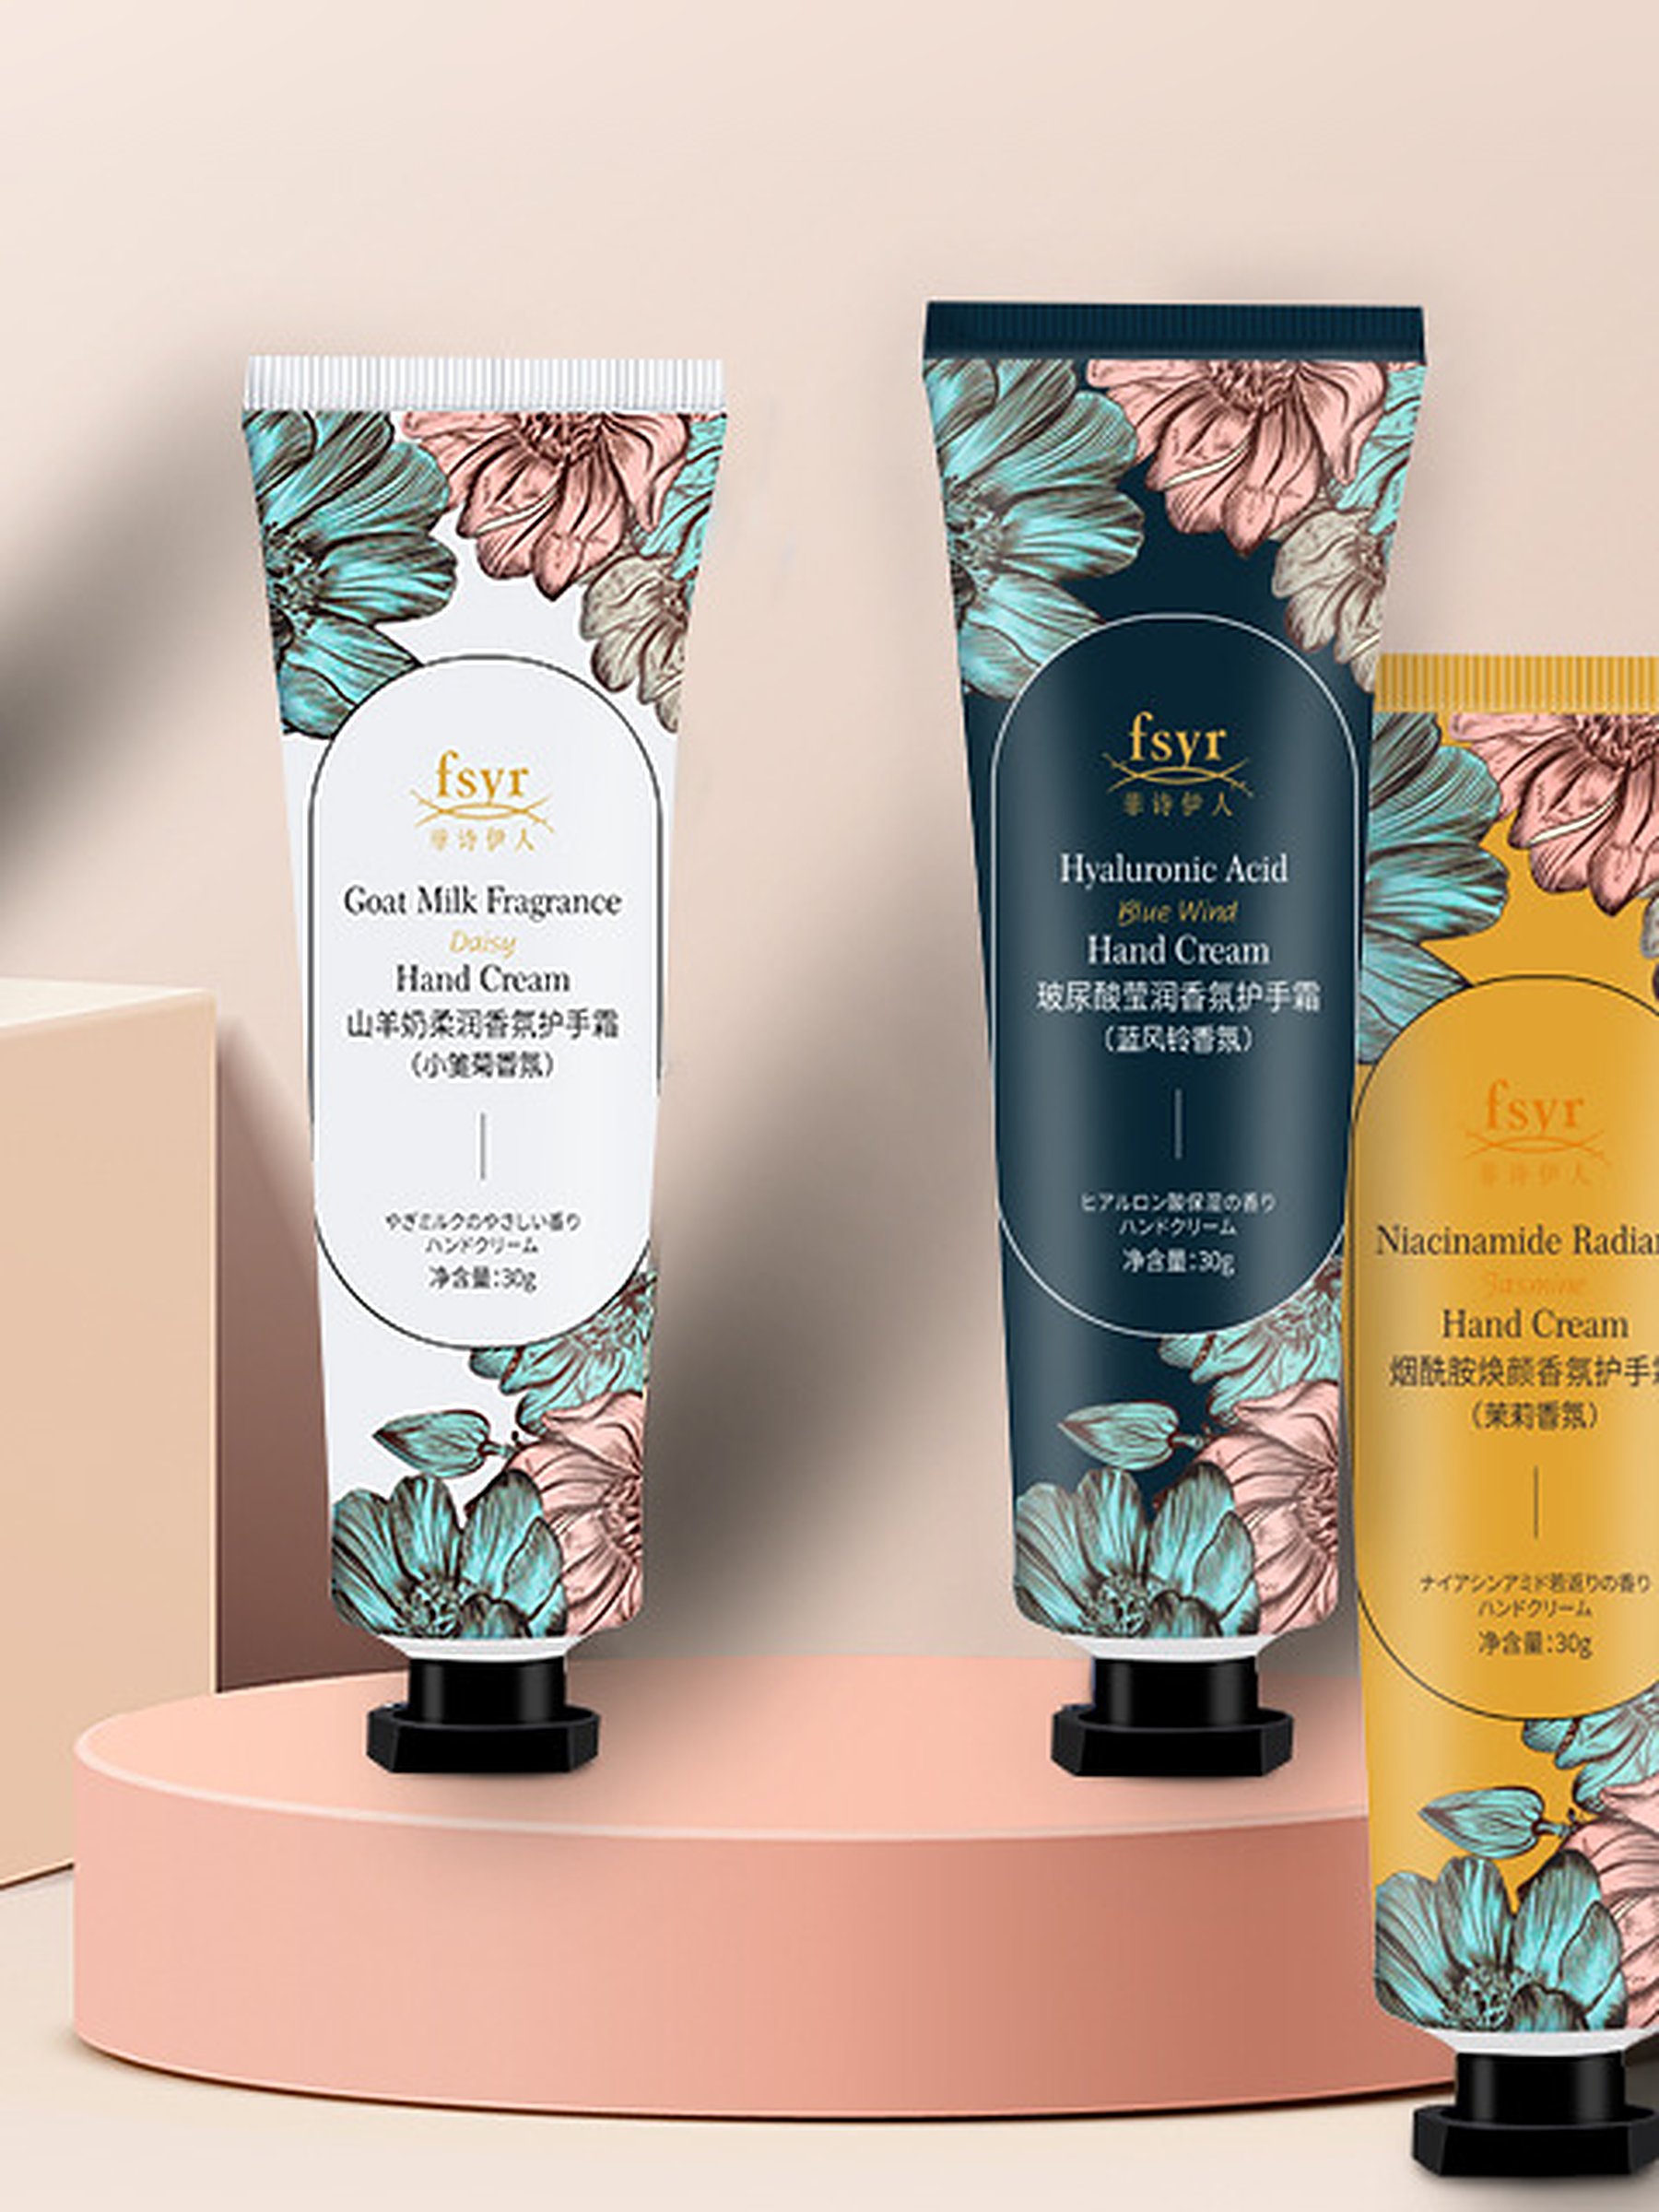 fsyr
菲诗伊人
Goat Milk Fragrance
Daisy
Hand Cream
山羊奶柔润香氛护手霜
（小雏菊香氛）
やぎミルクのやさしい香り
ハンドクリーム
净含量：30g
fsyr
菲诗伊人
Hyaluronic Acid
Blue Wind
Hand Cream
玻尿酸莹润香氛护手霜
（蓝风铃香氛）
ヒアルロン酸保湿の香り
ハンドクリーム
净含量：30g
fsyr
菲诗伊人
Niacinamide
Jasmine
Hand Cream
烟酰胺焕颜香氛护手
（茉莉香氛）
ナイアシンアミド若返りの香り
ハンドクリーム
净含量：30g